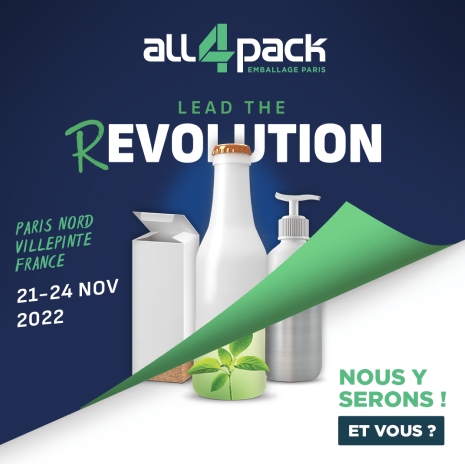 all4pack
EMBALLAGE PARIS
LEAD THE
REVOLUTION
PARIS NORD
VILLEPINTE
FRANCE
21-24 NOV
2022
NOUS Y
SERONS !
ET VOUS ?